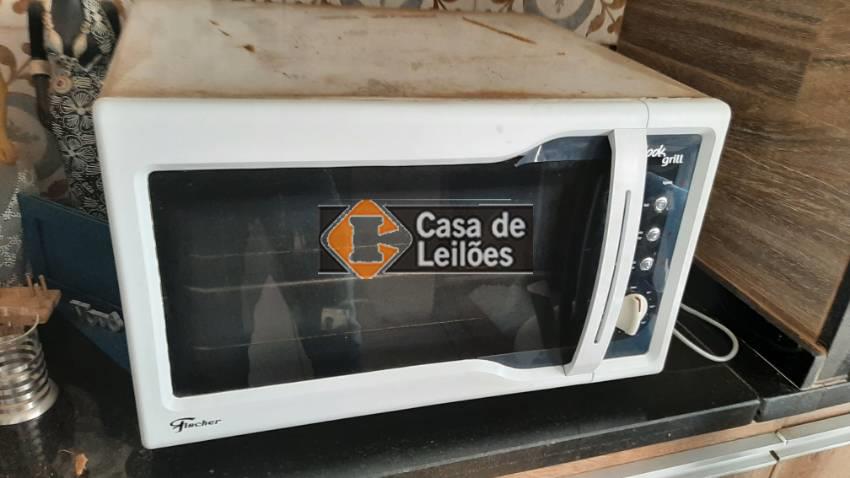 grill
Casa de
Leilões
Fischer